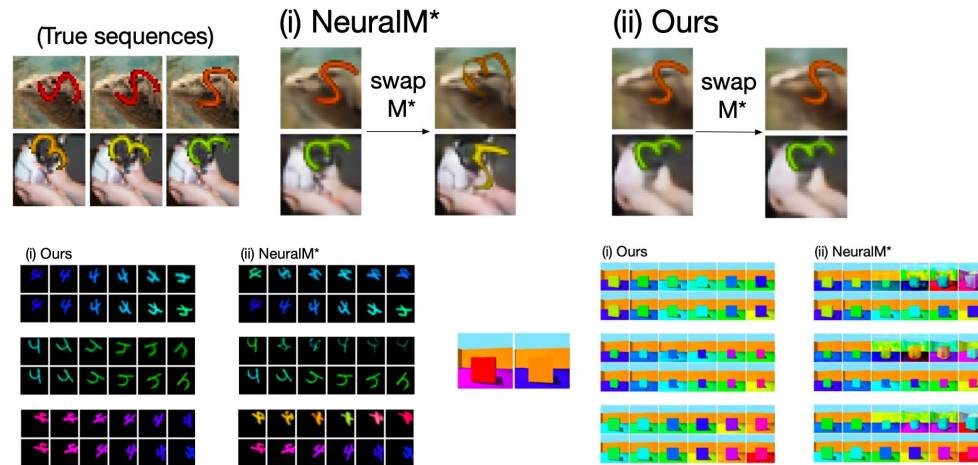 (True sequences)
(i) NeuralM*
swap
M*
(ii) Ours
swap
M*
(i) Ours
(ii) NeuralM*
(i) Ours
(ii) NeuralM*